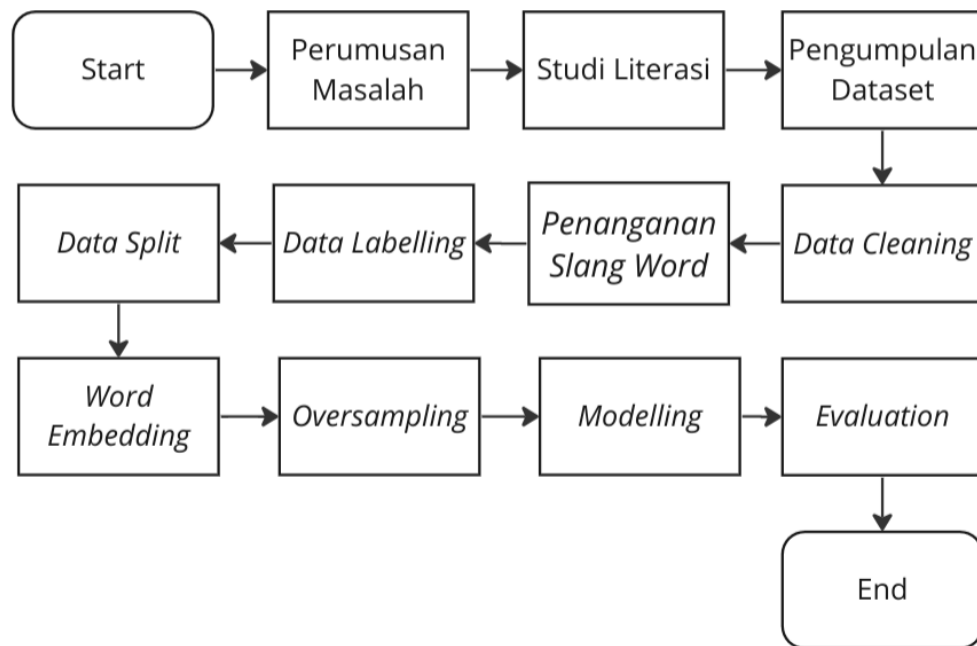 Start
Perumusan
Masalah
Studi Literasi
Pengumpulan
Dataset
Data Cleaning
Penanganan
Slang Word
Data Labelling
Data Split
Word
Embedding
Oversampling
Modelling
Evaluation
End